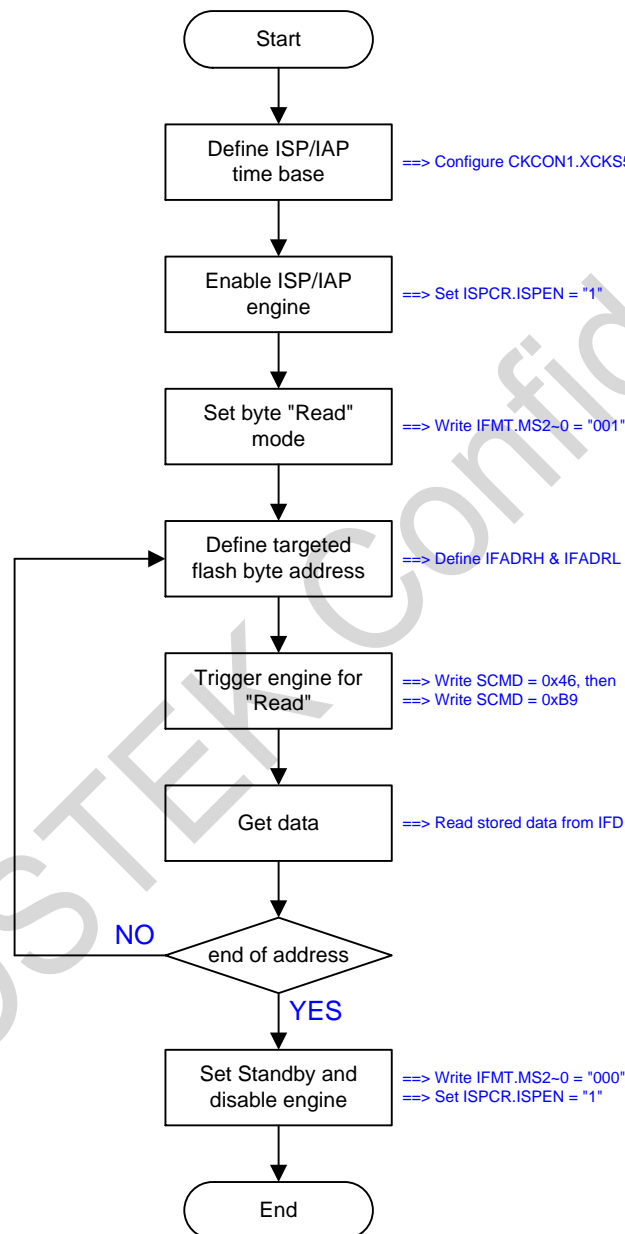 Start
Define ISP/IAP
time base
==> Configure CKCON1.XCKS5
Enable ISP/IAP
engine
==> Set ISPCR.ISPEN = "1"
Set byte "Read"
mode
==> Write IFMT.MS2~0 = "001"
Define targeted
flash byte address
==> Define IFADRH & IFADRL
Trigger engine for
"Read"
==> Write SCMD = 0x46, then
==> Write SCMD = 0xB9
Get data
==> Read stored data from IFD
end of address
NO
YES
Set Standby and
disable engine
==> Write IFMT.MS2~0 = "000"
==> Set ISPCR.ISPEN = "1"
End